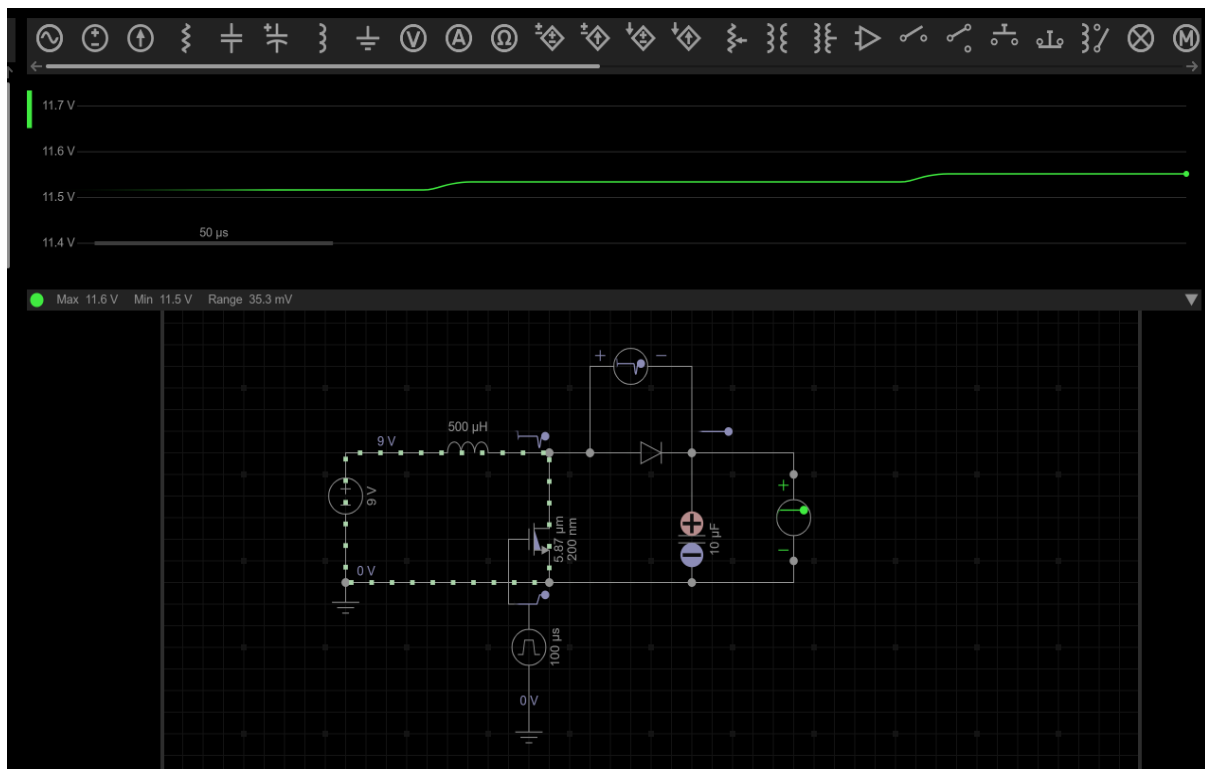 V
A
Ω
M
11.7 V
11.6 V
11.5 V
11.4 V
50 µs
Max 11.6 V Min 11.5 V Range 35.3 mV
+ −
500 µH
9 V
+
9 V
5.87 µm
200 nm
10 µF
+
−
0 V
100 µs
0 V